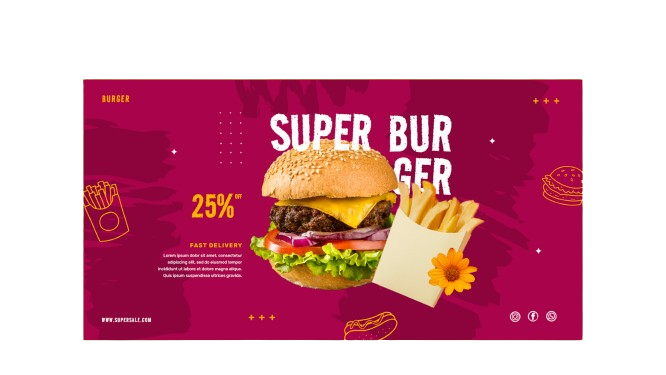 BURGER
SUPER BUR
GER
25% OFF
FAST DELIVERY
Lorem ipsum dolor sit amet, consectetur
adipiscing elit, sed do eiusmod tempor
incididunt ut labore et dolore magna aliqua.
Quis ipsum suspendisse ultrices gravida.
WWW.SUPERSALE.COM